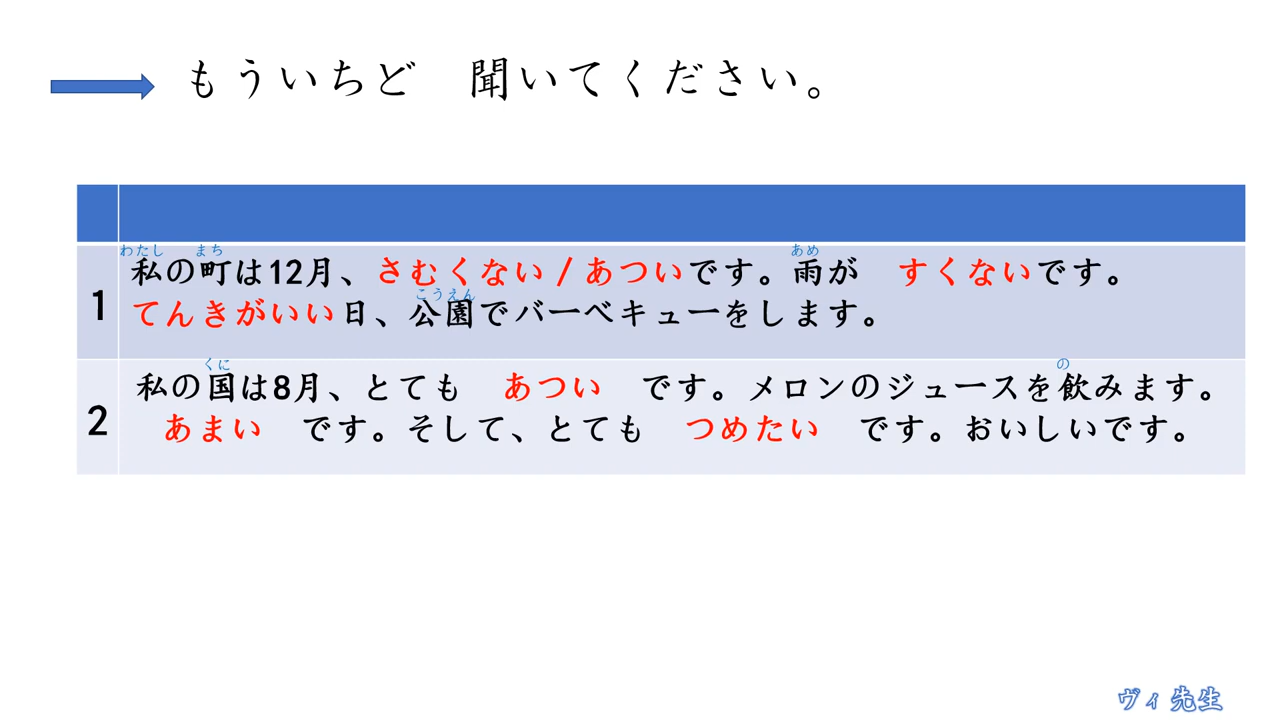 もういちど 聞いてください。
わたし まち あめ
1 私の町は12月、さむくない/あついです。雨が すくないです。
こうえん
てんきがいい日、公園でバーベキューをします。
くに の
2 私の国は8月、とても あつい です。メロンのジュースを飲みます。
あまい です。そして、とても つめたい です。おいしいです。
ヴィ先生